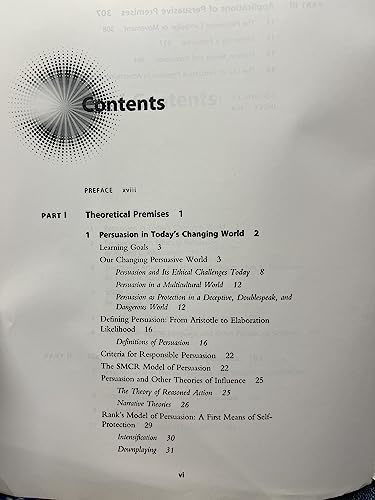 Contents
PREFACE xviii
PART I Theoretical Premises 1
1 Persuasion in Today's Changing World 2
Learning Goals 3
Our Changing Persuasive World 3
Persuasion and Its Ethical Challenges Today 8
Persuasion in a Multicultural World 12
Persuasion as Protection in a Deceptive, Doublespeak, and
Dangerous World 12
Defining Persuasion: From Aristotle to Elaboration
Likelihood 16
Definitions of Persuasion 16
Criteria for Responsible Persuasion 22
The SMCR Model of Persuasion 22
Persuasion and Other Theories of Influence 25
The Theory of Reasoned Action 25
Narrative Theories 26
Rank's Model of Persuasion: A First Means of Self-
Protection 29
Intensification 30
Downplaying 31
vi